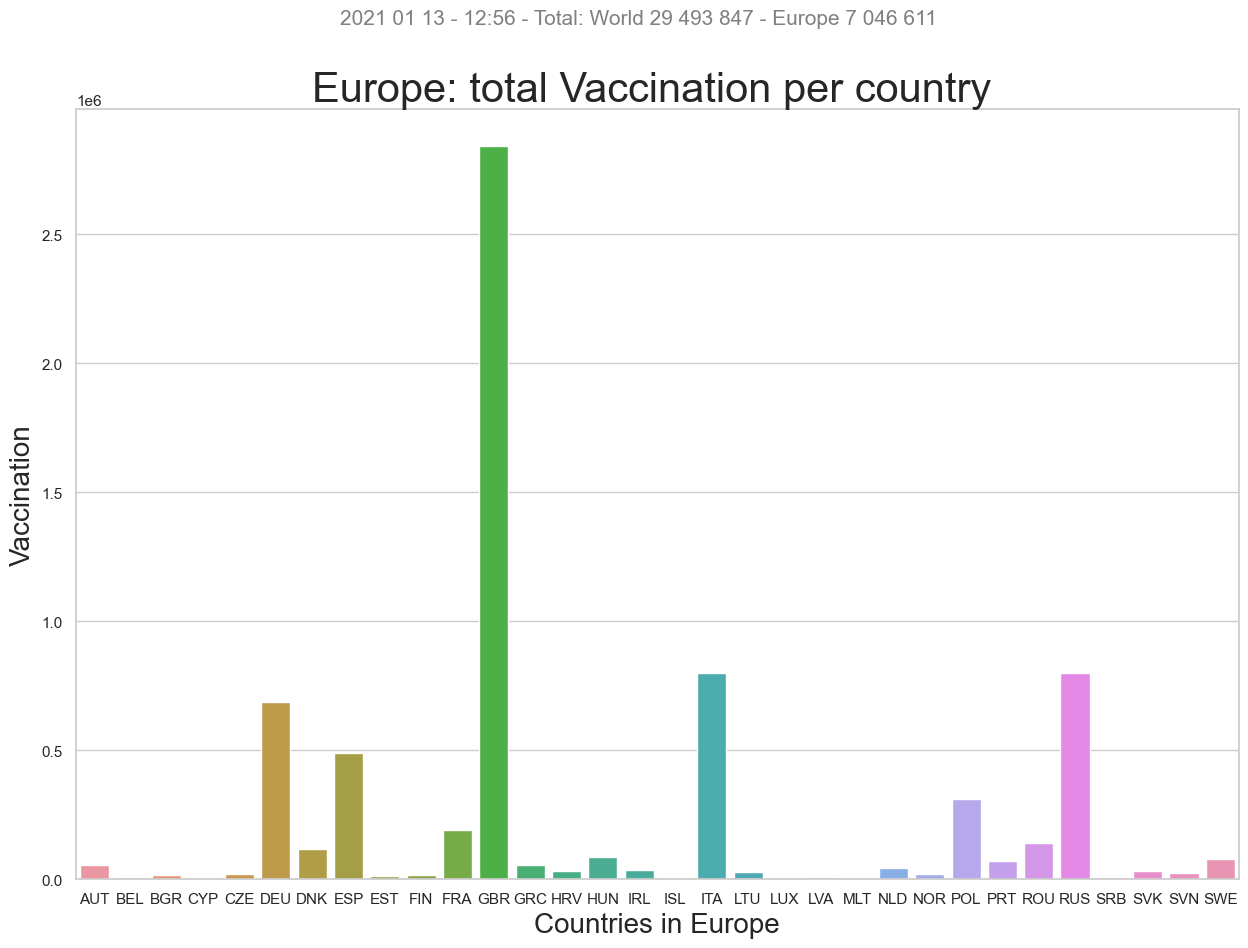 2021 01 13 - 12:56 - Total: World 29 493 847 - Europe 7 046 611
Europe: total Vaccination per country
1e6
2.5
2.0
1.5
1.0
0.5
0.0
Vaccination
AUT BEL BGR CYP CZE DEU DNK ESP EST FIN FRA GBR GRC HRV HUN IRL ISL ITA LTU LUX LVA MLT NLD NOR POL PRT ROU RUS SRB SVK SVN SWE
Countries in Europe